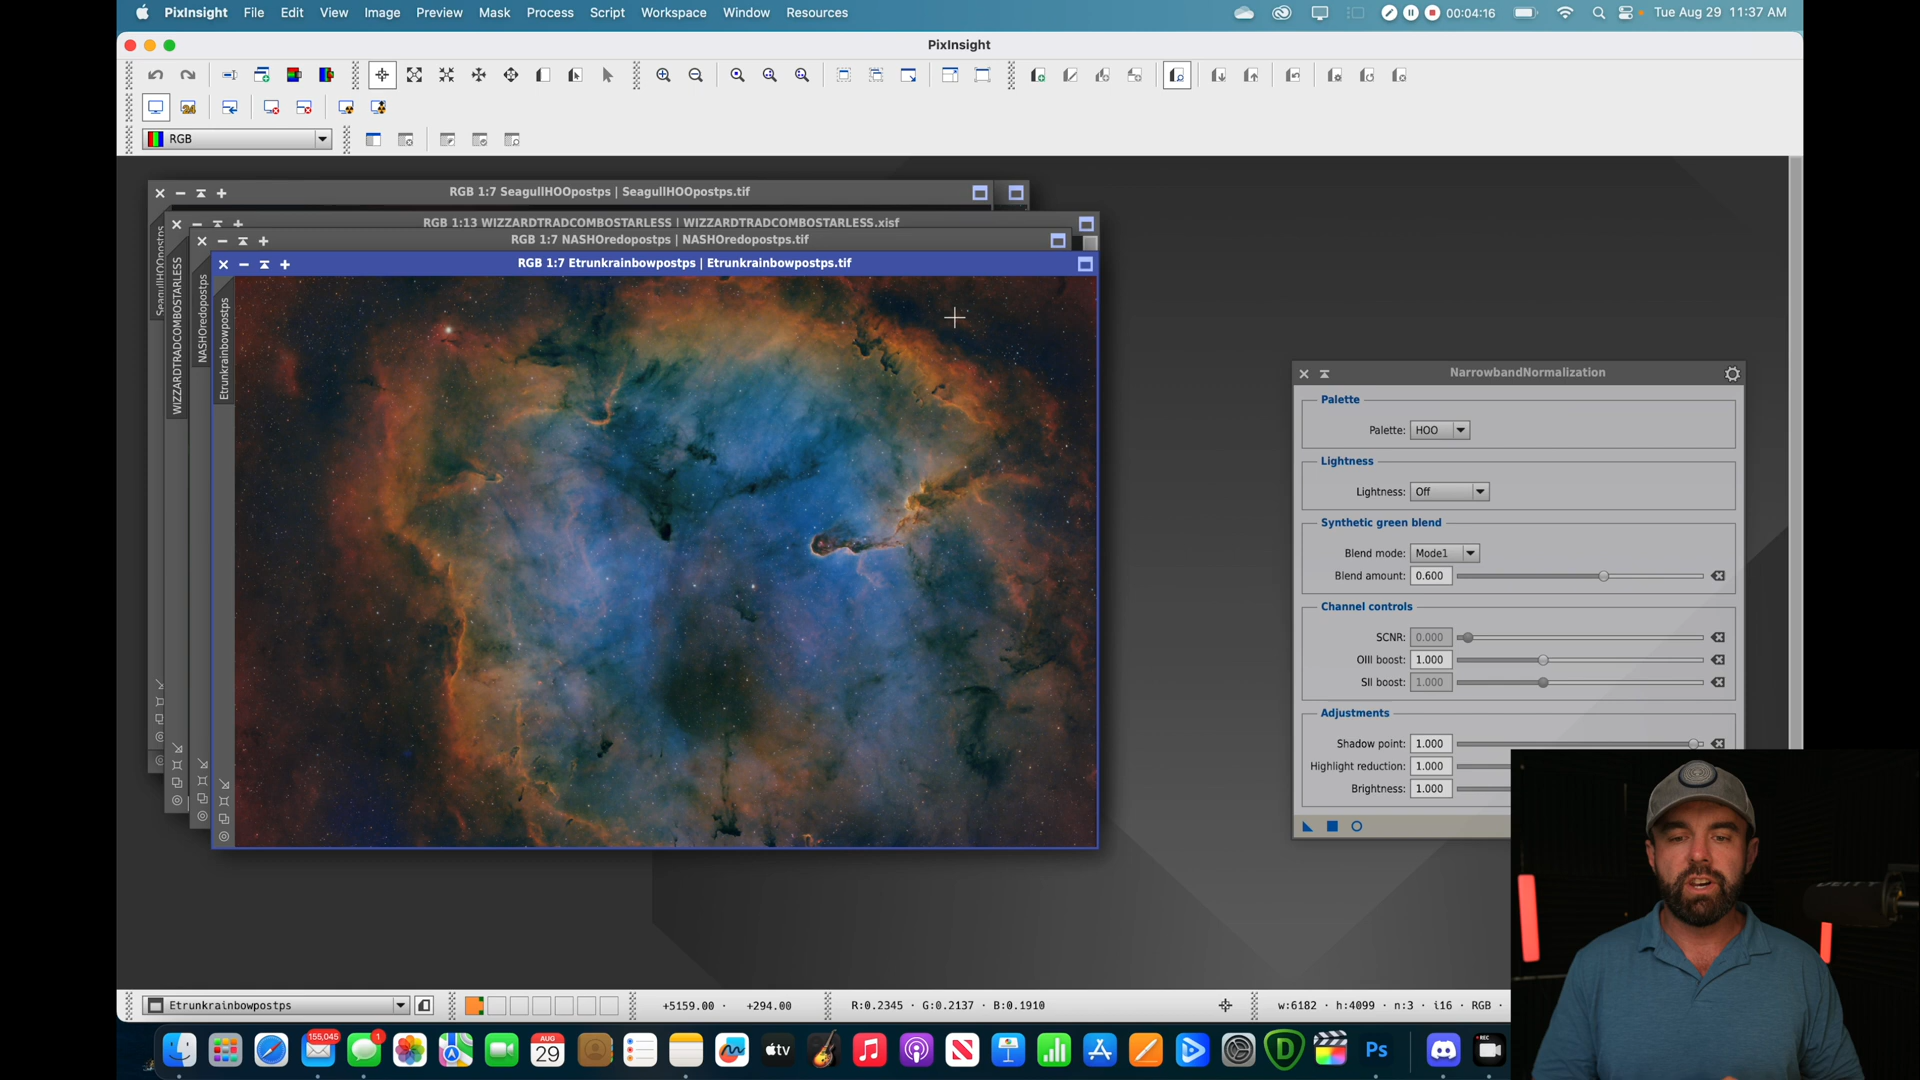 PixInsight File Edit View Image Preview Mask Process Script Workspace Window Resources 00:04:16 Tue Aug 29 11:37 AM
PixInsight
24
RGB
RGB 1:7 SeagullHOOpostps | SeagullHOOpostps.tif
RGB 1:13 WIZZARDTRADCOMBOSTARLESS | WIZZARDTRADCOMBOSTARLESS.xisf
RGB 1:7 NASHOredopostps | NASHOredopostps.tif
RGB 1:7 Etrunkrainbowpostps | Etrunkrainbowpostps.tif
SeagullHOOpostps
WIZZARDTRADCOMBOSTARLESS
NASHOredopostps
Etrunkrainbowpostps
NarrowbandNormalization
Palette
Palette: HOO
Lightness
Lightness: Off
Synthetic green blend
Blend mode: Mode1
Blend amount: 0.600
Channel controls
SCNR: 0.000
OIII boost: 1.000
SII boost: 1.000
Adjustments
Shadow point: 1.000
Highlight reduction: 1.000
Brightness: 1.000
DEITY
Etrunkrainbowpostps +5159.00 · +294.00 R:0.2345 · G:0.2137 · B:0.1910 w:6182 · h:4099 · n:3 · i16 · RGB ·
155,045
1
AUG
29
tv
Ps
REC